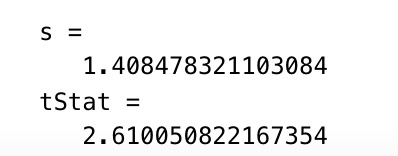 s =
1.408478321103084
tStat =
2.610050822167354